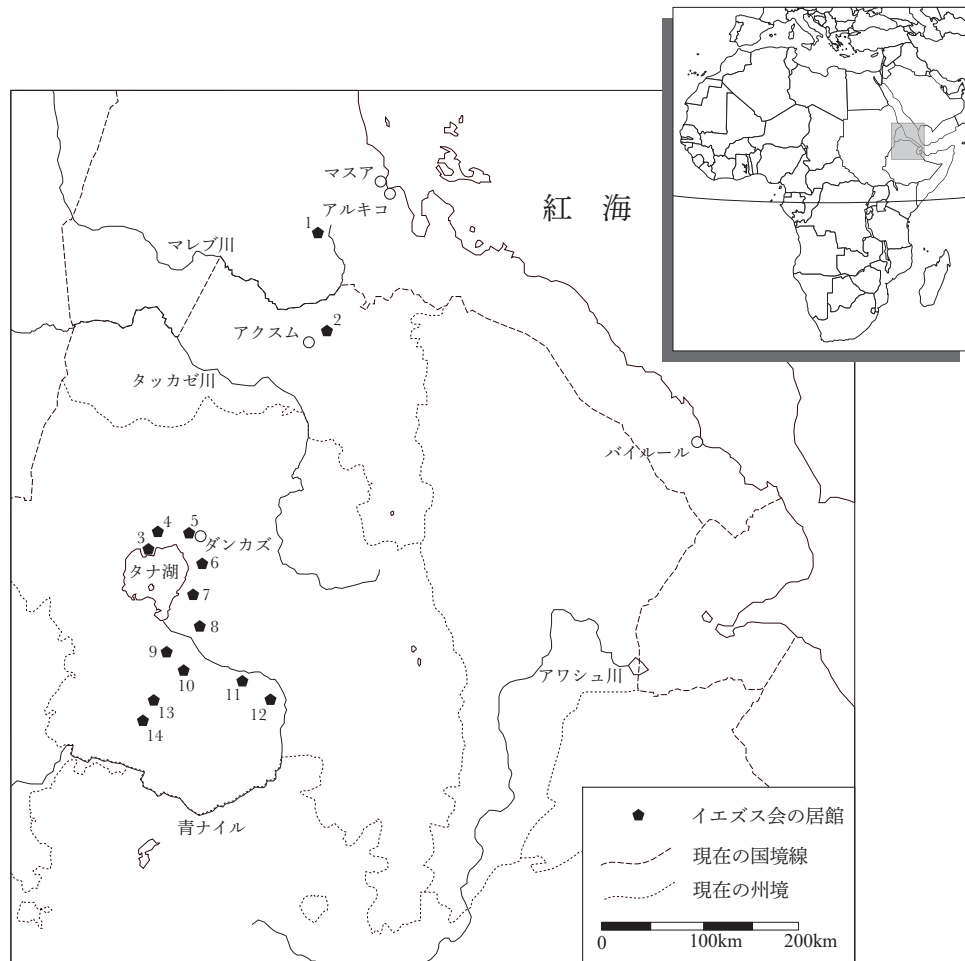 マスア
アルキコ
紅 海
1
マレブ川
アクスム
2
タッカゼ川
バイルール
4
5
3
ダンカズ
タナ湖
6
7
8
9
10
アワシュ川
11
12
13
14
青ナイル
イエズス会の居館
現在の国境線
現在の州境
0 100km 200km